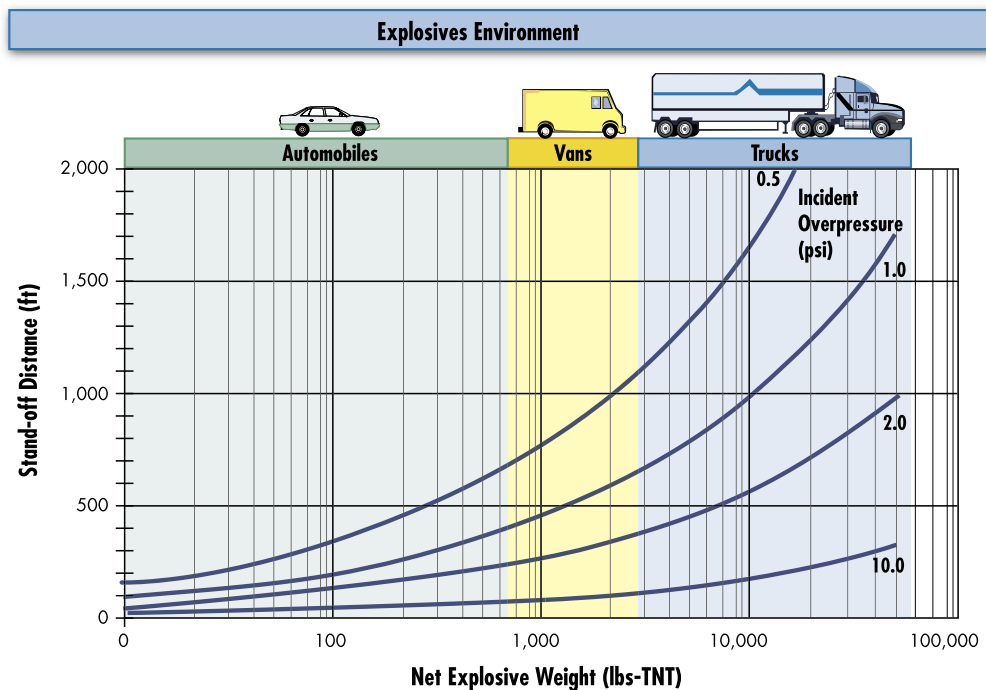 Explosives Environment
Automobiles
Vans
Trucks
2,000
1,500
1,000
500
0
Stand-off Distance (ft)
0.5
Incident
Overpressure
(psi)
1.0
2.0
10.0
0
100
1,000
10,000
100,000
Net Explosive Weight (lbs-TNT)